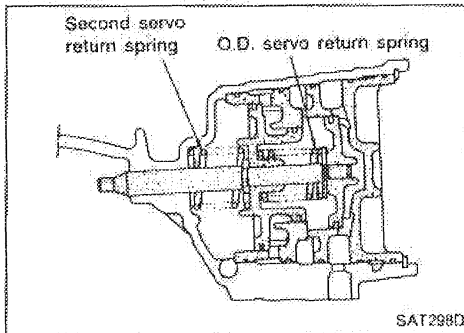 Second servo
return spring
O.D. servo return spring
SAT298D